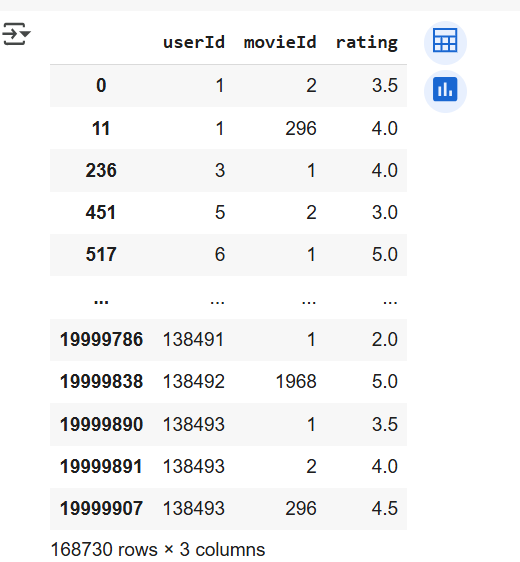 userId movieId rating
0 1 2 3.5
11 1 296 4.0
236 3 1 4.0
451 5 2 3.0
517 6 1 5.0
... ... ... ...
19999786 138491 1 2.0
19999838 138492 1968 5.0
19999890 138493 1 3.5
19999891 138493 2 4.0
19999907 138493 296 4.5
168730 rows × 3 columns